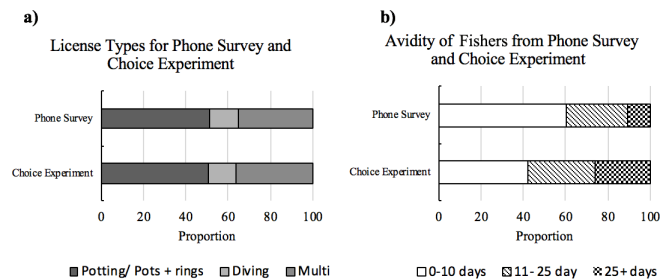 a)
License Types for Phone Survey and
Choice Experiment
Phone Survey
Choice Experiment
0 20 40 60 80 100
Proportion
Potting/ Pots + rings Diving Multi
b)
Avidity of Fishers from Phone Survey
and Choice Experiment
Phone Survey
Choice Experiment
0 20 40 60 80 100
Proportion
0-10 days 11- 25 day 25+ days